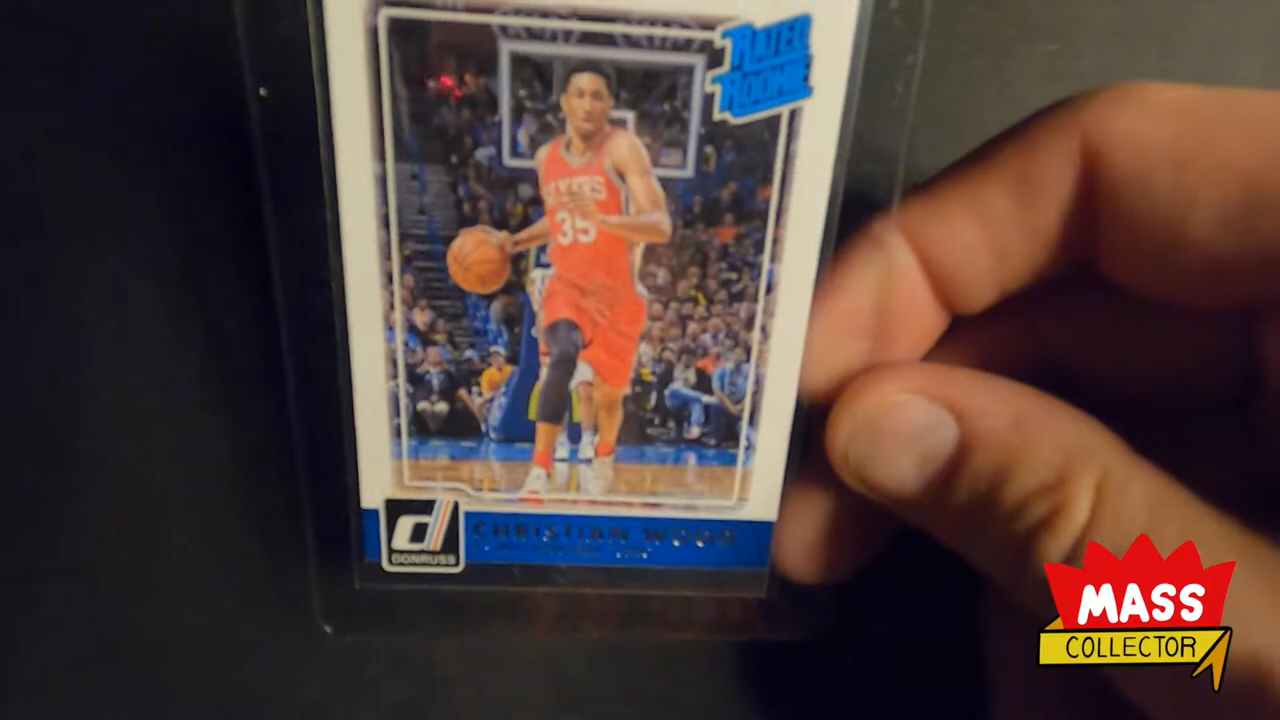 RATED
ROOKIE
SIXERS
35
CHRISTIAN WOOD
DONRUSS
MASS
COLLECTOR